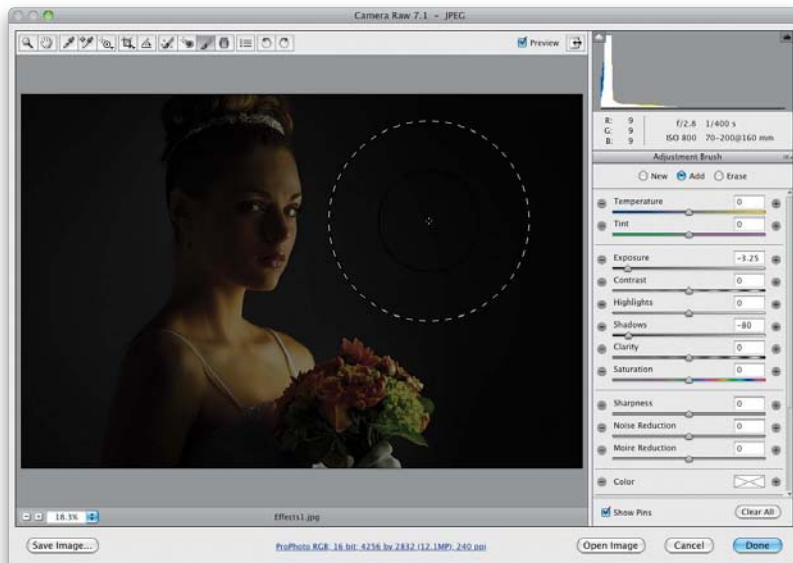 Camera Raw 7.1 - JPEG
Preview
R: 9
G: 9
B: 9
f/2.8 1/400 s
ISO 800 70-200@160 mm
Adjustment Brush
New Add Erase
Temperature 0
Tint 0
Exposure -3.25
Contrast 0
Highlights 0
Shadows -80
Clarity 0
Saturation 0
Sharpness 0
Noise Reduction 0
Moire Reduction 0
Color
18.3%
Effects1.jpg
Show Pins
Clear All
Save Image...
ProPhoto RGB; 16 bit; 4256 by 2832 (12.1MP); 240 ppi
Open Image
Cancel
Done